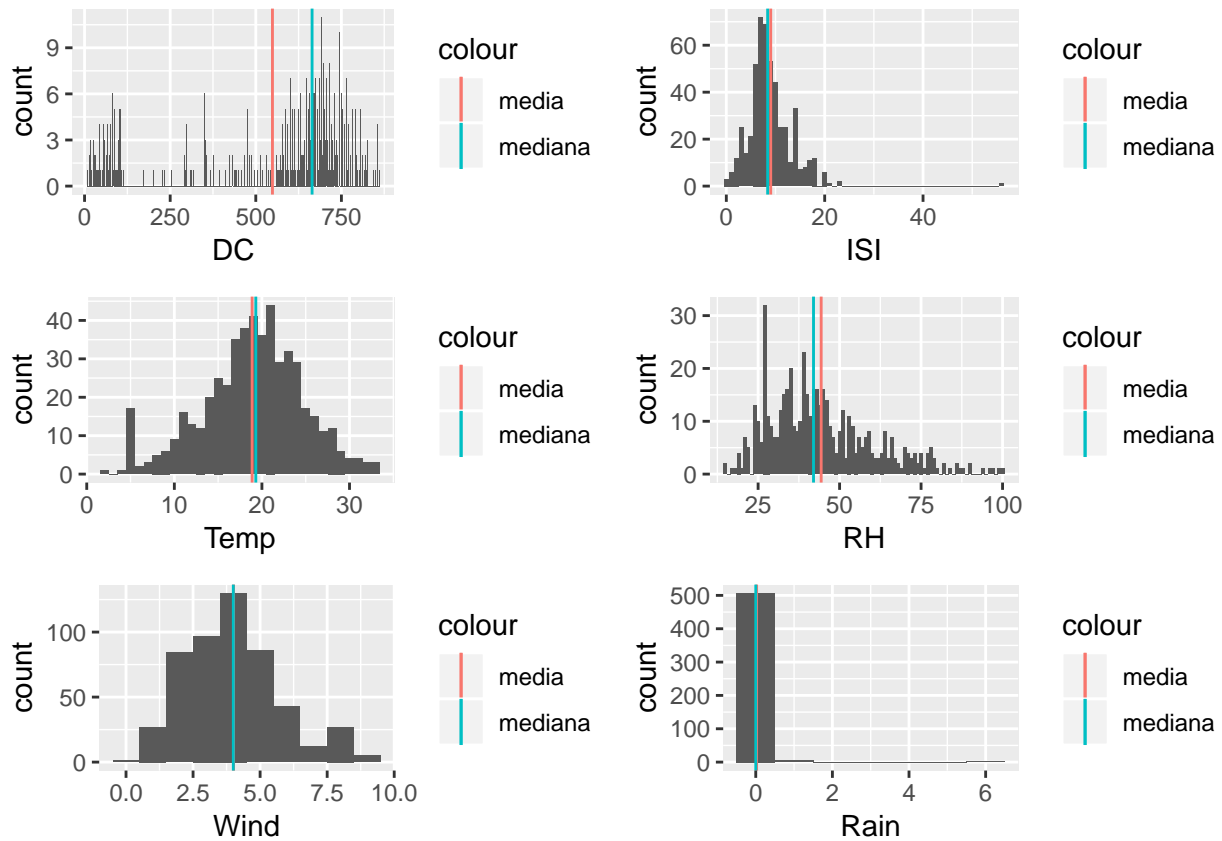 9
6
3
0
count
0
250
500
750
DC
colour
media
mediana
60
40
20
0
count
0
20
40
ISI
colour
media
mediana
40
30
20
10
0
count
0
10
20
30
Temp
colour
media
mediana
30
20
10
0
count
25
50
75
100
RH
colour
media
mediana
100
50
0
count
0.0
2.5
5.0
7.5
10.0
Wind
colour
media
mediana
500
400
300
200
100
0
count
0
2
4
6
Rain
colour
media
mediana